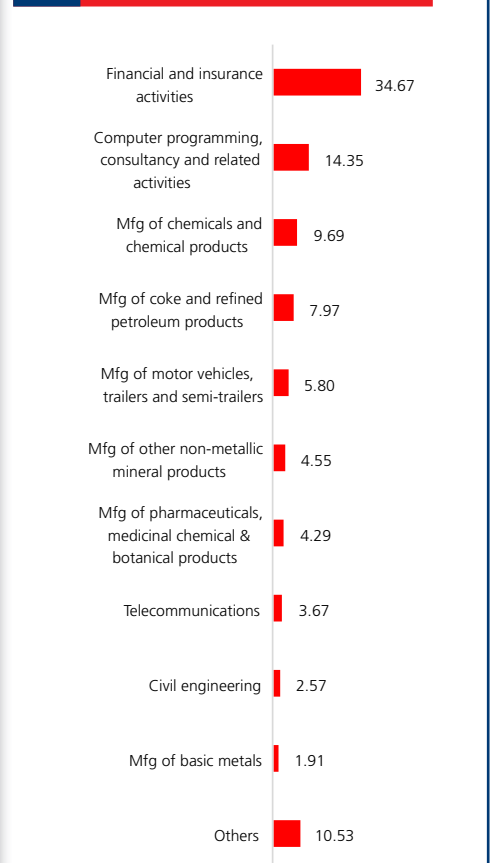 Financial and insurance
activities
34.67
Computer programming,
consultancy and related
activities
14.35
Mfg of chemicals and
chemical products
9.69
Mfg of coke and refined
petroleum products
7.97
Mfg of motor vehicles,
trailers and semi-trailers
5.80
Mfg of other non-metallic
mineral products
4.55
Mfg of pharmaceuticals,
medicinal chemical &
botanical products
4.29
Telecommunications
3.67
Civil engineering
2.57
Mfg of basic metals
1.91
Others
10.53